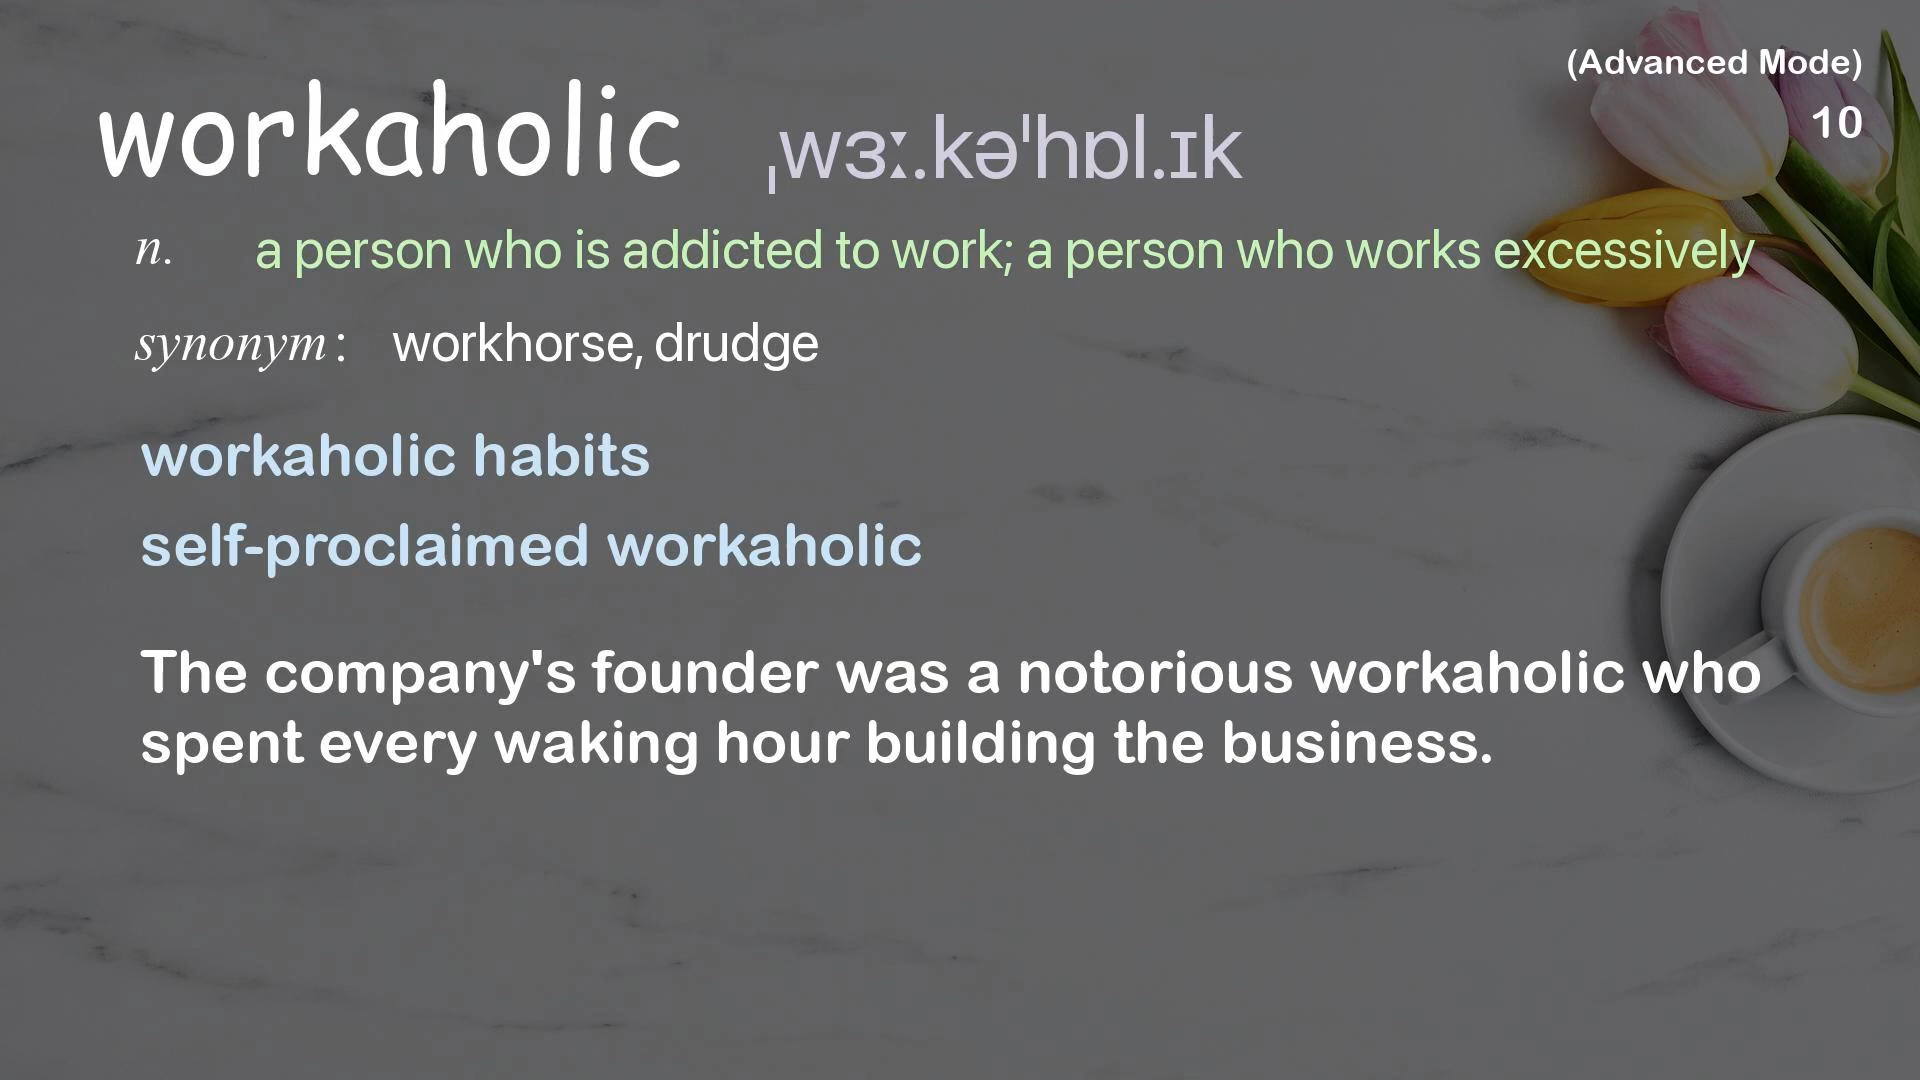 (Advanced Mode)
10
workaholic ˌwɜː.kəˈhɒl.ɪk
n. a person who is addicted to work; a person who works excessively
synonym: workhorse, drudge
workaholic habits
self-proclaimed workaholic
The company's founder was a notorious workaholic who
spent every waking hour building the business.